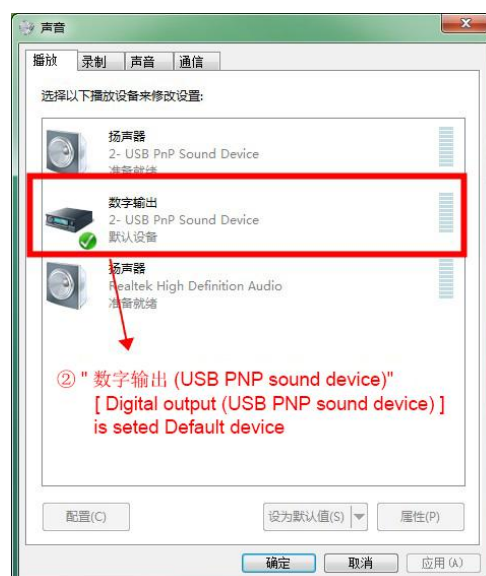 声音
播放 录制 声音 通信
选择以下播放设备来修改设置:
扬声器
2- USB PnP Sound Device
准备就绪
数字输出
2- USB PnP Sound Device
默认设备
扬声器
Realtek High Definition Audio
准备就绪
② " 数字输出 (USB PNP sound device)"
[ Digital output (USB PNP sound device) ]
is seted Default device
配置(C) 设为默认值(S) 属性(P)
确定 取消 应用(A)